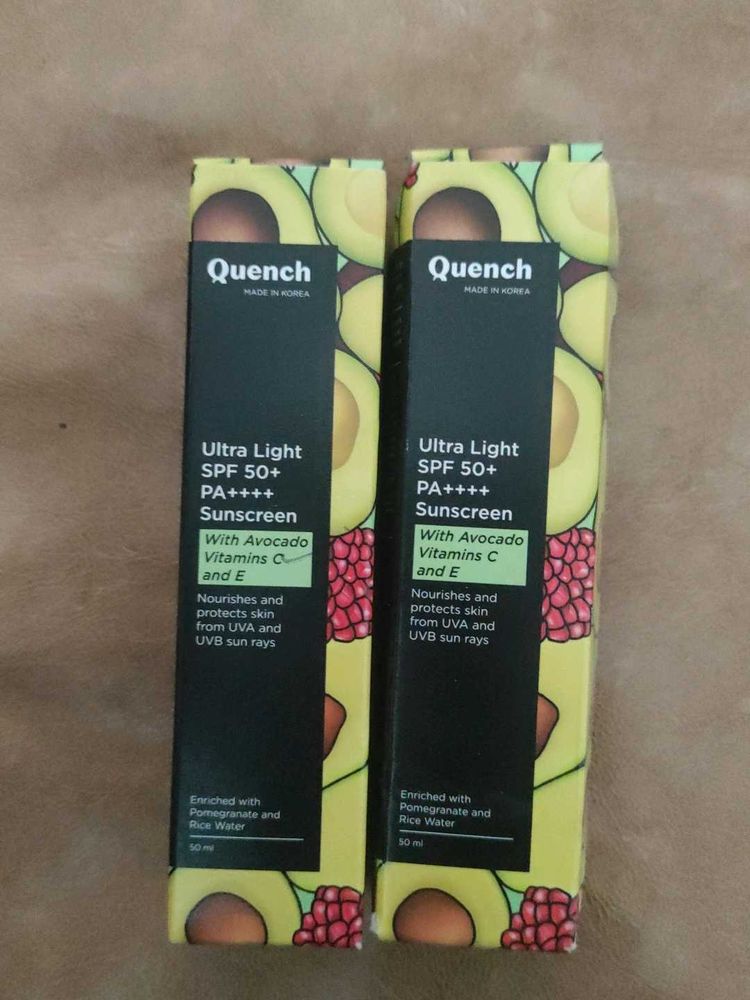 Quench
MADE IN KOREA
Ultra Light
SPF 50+
PA++++
Sunscreen
With Avocado
Vitamins C
and E
Nourishes and
protects skin
from UVA and
UVB sun rays
Enriched with
Pomegranate and
Rice Water
50 ml
Quench
MADE IN KOREA
Ultra Light
SPF 50+
PA++++
Sunscreen
With Avocado
Vitamins C
and E
Nourishes and
protects skin
from UVA and
UVB sun rays
Enriched with
Pomegranate and
Rice Water
50 ml